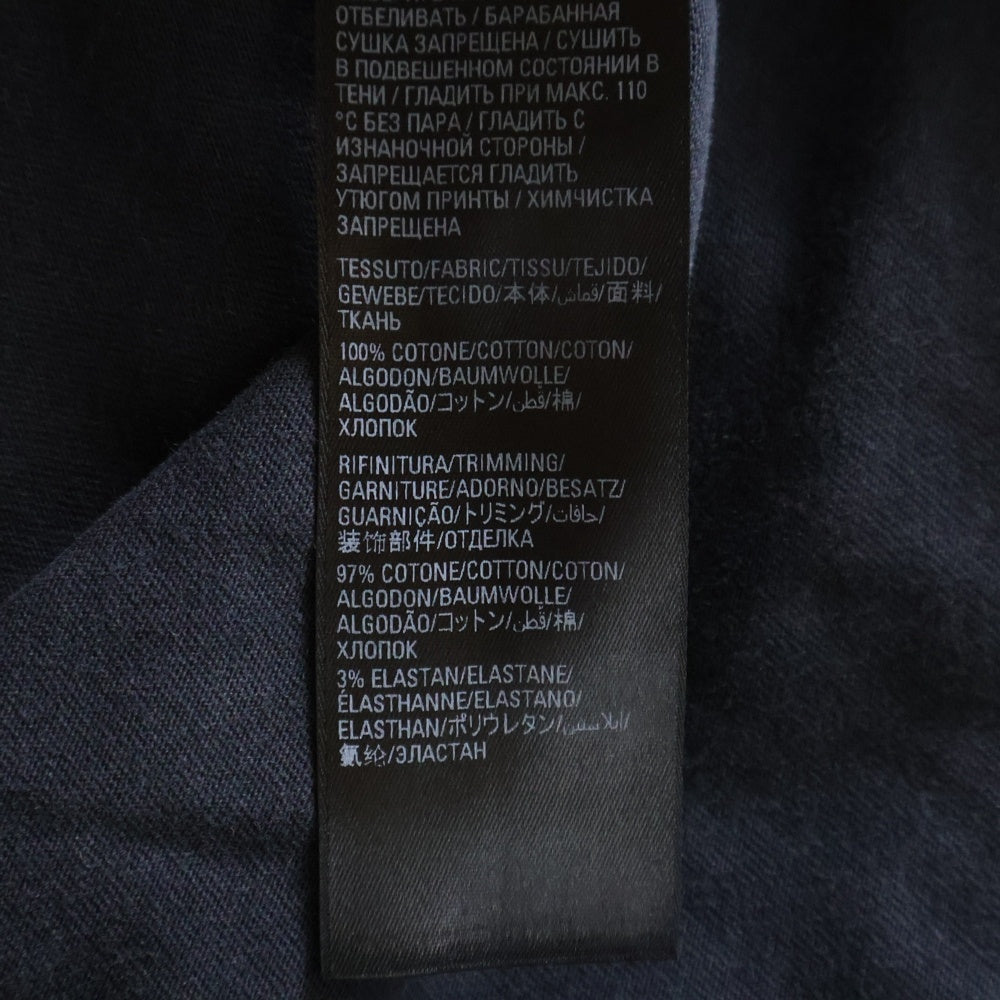 ОТБЕЛИВАТЬ / БАРАБАННАЯ
СУШКА ЗАПРЕЩЕНА / СУШИТЬ
В ПОДВЕШЕННОМ СОСТОЯНИИ В
ТЕНИ / ГЛАДИТЬ ПРИ МАКС. 110
°C БЕЗ ПАРА / ГЛАДИТЬ С
ИЗНАНОЧНОЙ СТОРОНЫ /
ЗАПРЕЩАЕТСЯ ГЛАДИТЬ
УТЮГОМ ПРИНТЫ / ХИМЧИСТКА
ЗАПРЕЩЕНА
TESSUTO/FABRIC/TISSU/TEJIDO/
GEWEBE/TECIDO/本体/قماش/面料/
ТКАНЬ
100% COTONE/COTTON/COTON/
ALGODON/BAUMWOLLE/
ALGODÃO/コットン/قطن/棉/
ХЛОПОК
RIFINITURA/TRIMMING/
GARNITURE/ADORNO/BESATZ/
GUARNIÇÃO/トリミング/حافات/
装饰部件/ОТДЕЛКА
97% COTONE/COTTON/COTON/
ALGODON/BAUMWOLLE/
ALGODÃO/コットン/قطن/棉/
ХЛОПОК
3% ELASTAN/ELASTANE/
ÉLASTHANNE/ELASTANO/
ELASTHAN/ポリウレタン/
氨纶/ЭЛАСТАН